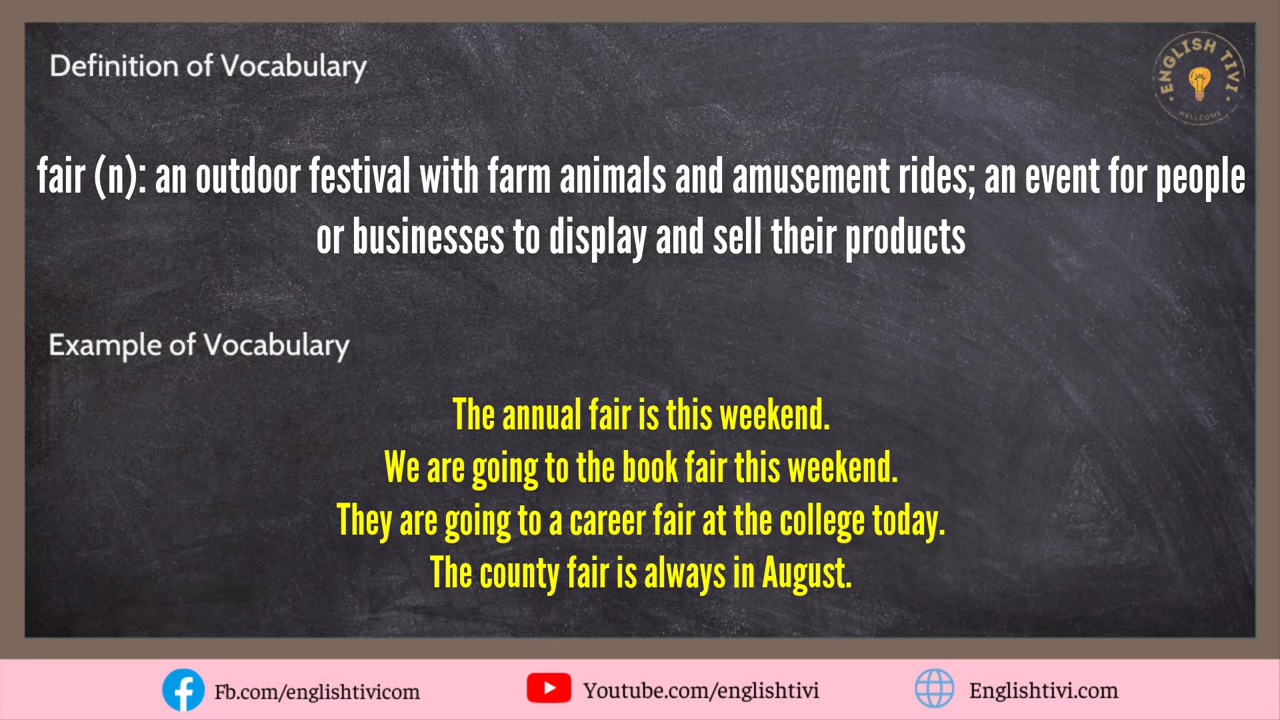 Definition of Vocabulary
ENGLISH TIVI
WELLCOME
fair (n): an outdoor festival with farm animals and amusement rides; an event for people
or businesses to display and sell their products
Example of Vocabulary
The annual fair is this weekend.
We are going to the book fair this weekend.
They are going to a career fair at the college today.
The county fair is always in August.
Fb.com/englishtivicom
Youtube.com/englishtivi
Englishtivi.com